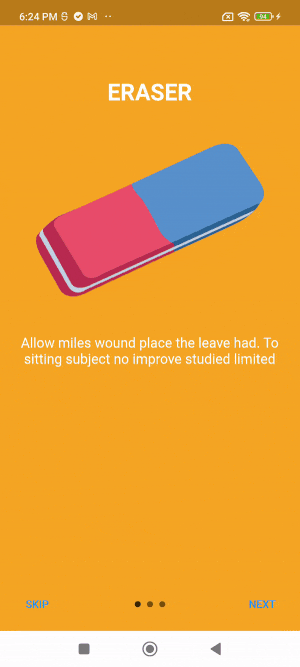 6:24 PM
94
ERASER
Allow miles wound place the leave had. To
sitting subject no improve studied limited
SKIP
NEXT